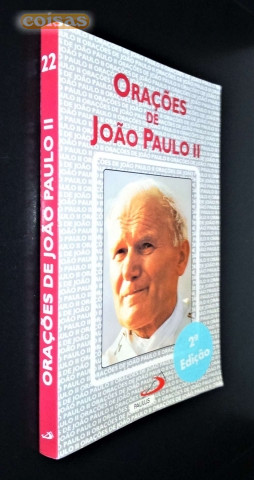 coisas
22
ORAÇÕES DE JOÃO PAULO II
ORAÇÕES
DE
JOÃO PAULO II
2ª
Edição
PAULUS